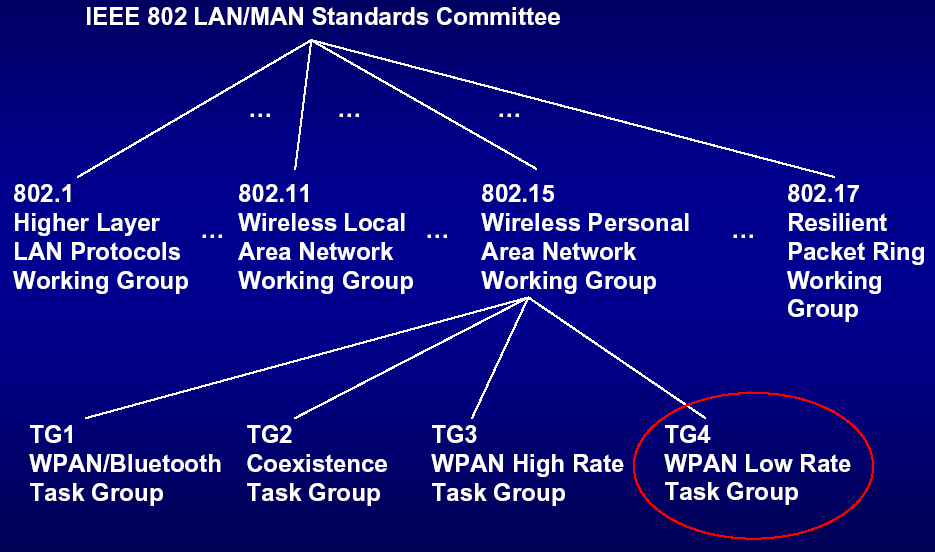 IEEE 802 LAN/MAN Standards Committee
... ... ...
802.1
Higher Layer
LAN Protocols
Working Group
...
802.11
Wireless Local
Area Network
Working Group
...
802.15
Wireless Personal
Area Network
Working Group
...
802.17
Resilient
Packet Ring
Working
Group
TG1
WPAN/Bluetooth
Task Group
TG2
Coexistence
Task Group
TG3
WPAN High Rate
Task Group
TG4
WPAN Low Rate
Task Group